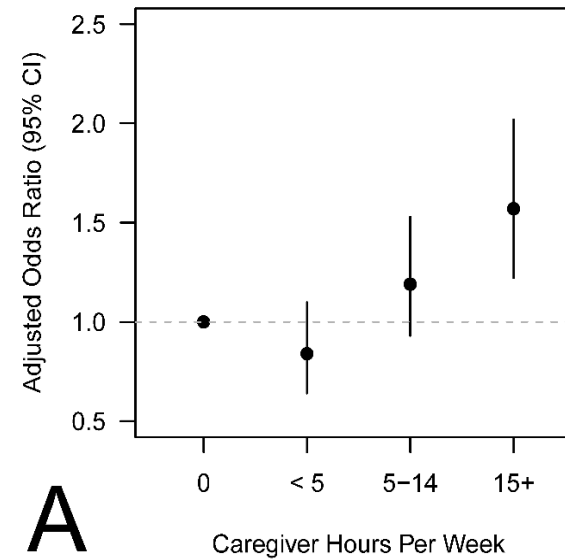 Adjusted Odds Ratio (95% CI)
2.5
2.0
1.5
1.0
0.5
0 < 5 5−14 15+
A
Caregiver Hours Per Week